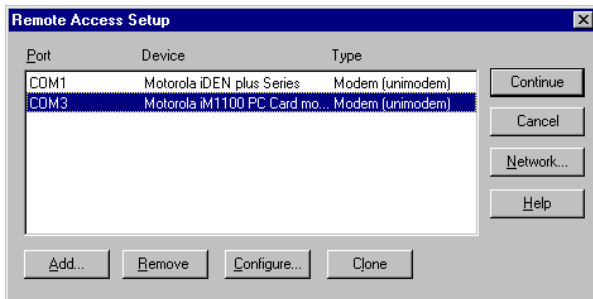 Remote Access Setup
Port Device Type
COM1 Motorola iDEN plus Series Modem (unimodem)
COM3 Motorola iM1100 PC Card mo... Modem (unimodem)
Continue
Cancel
Network...
Help
Add... Remove Configure... Clone